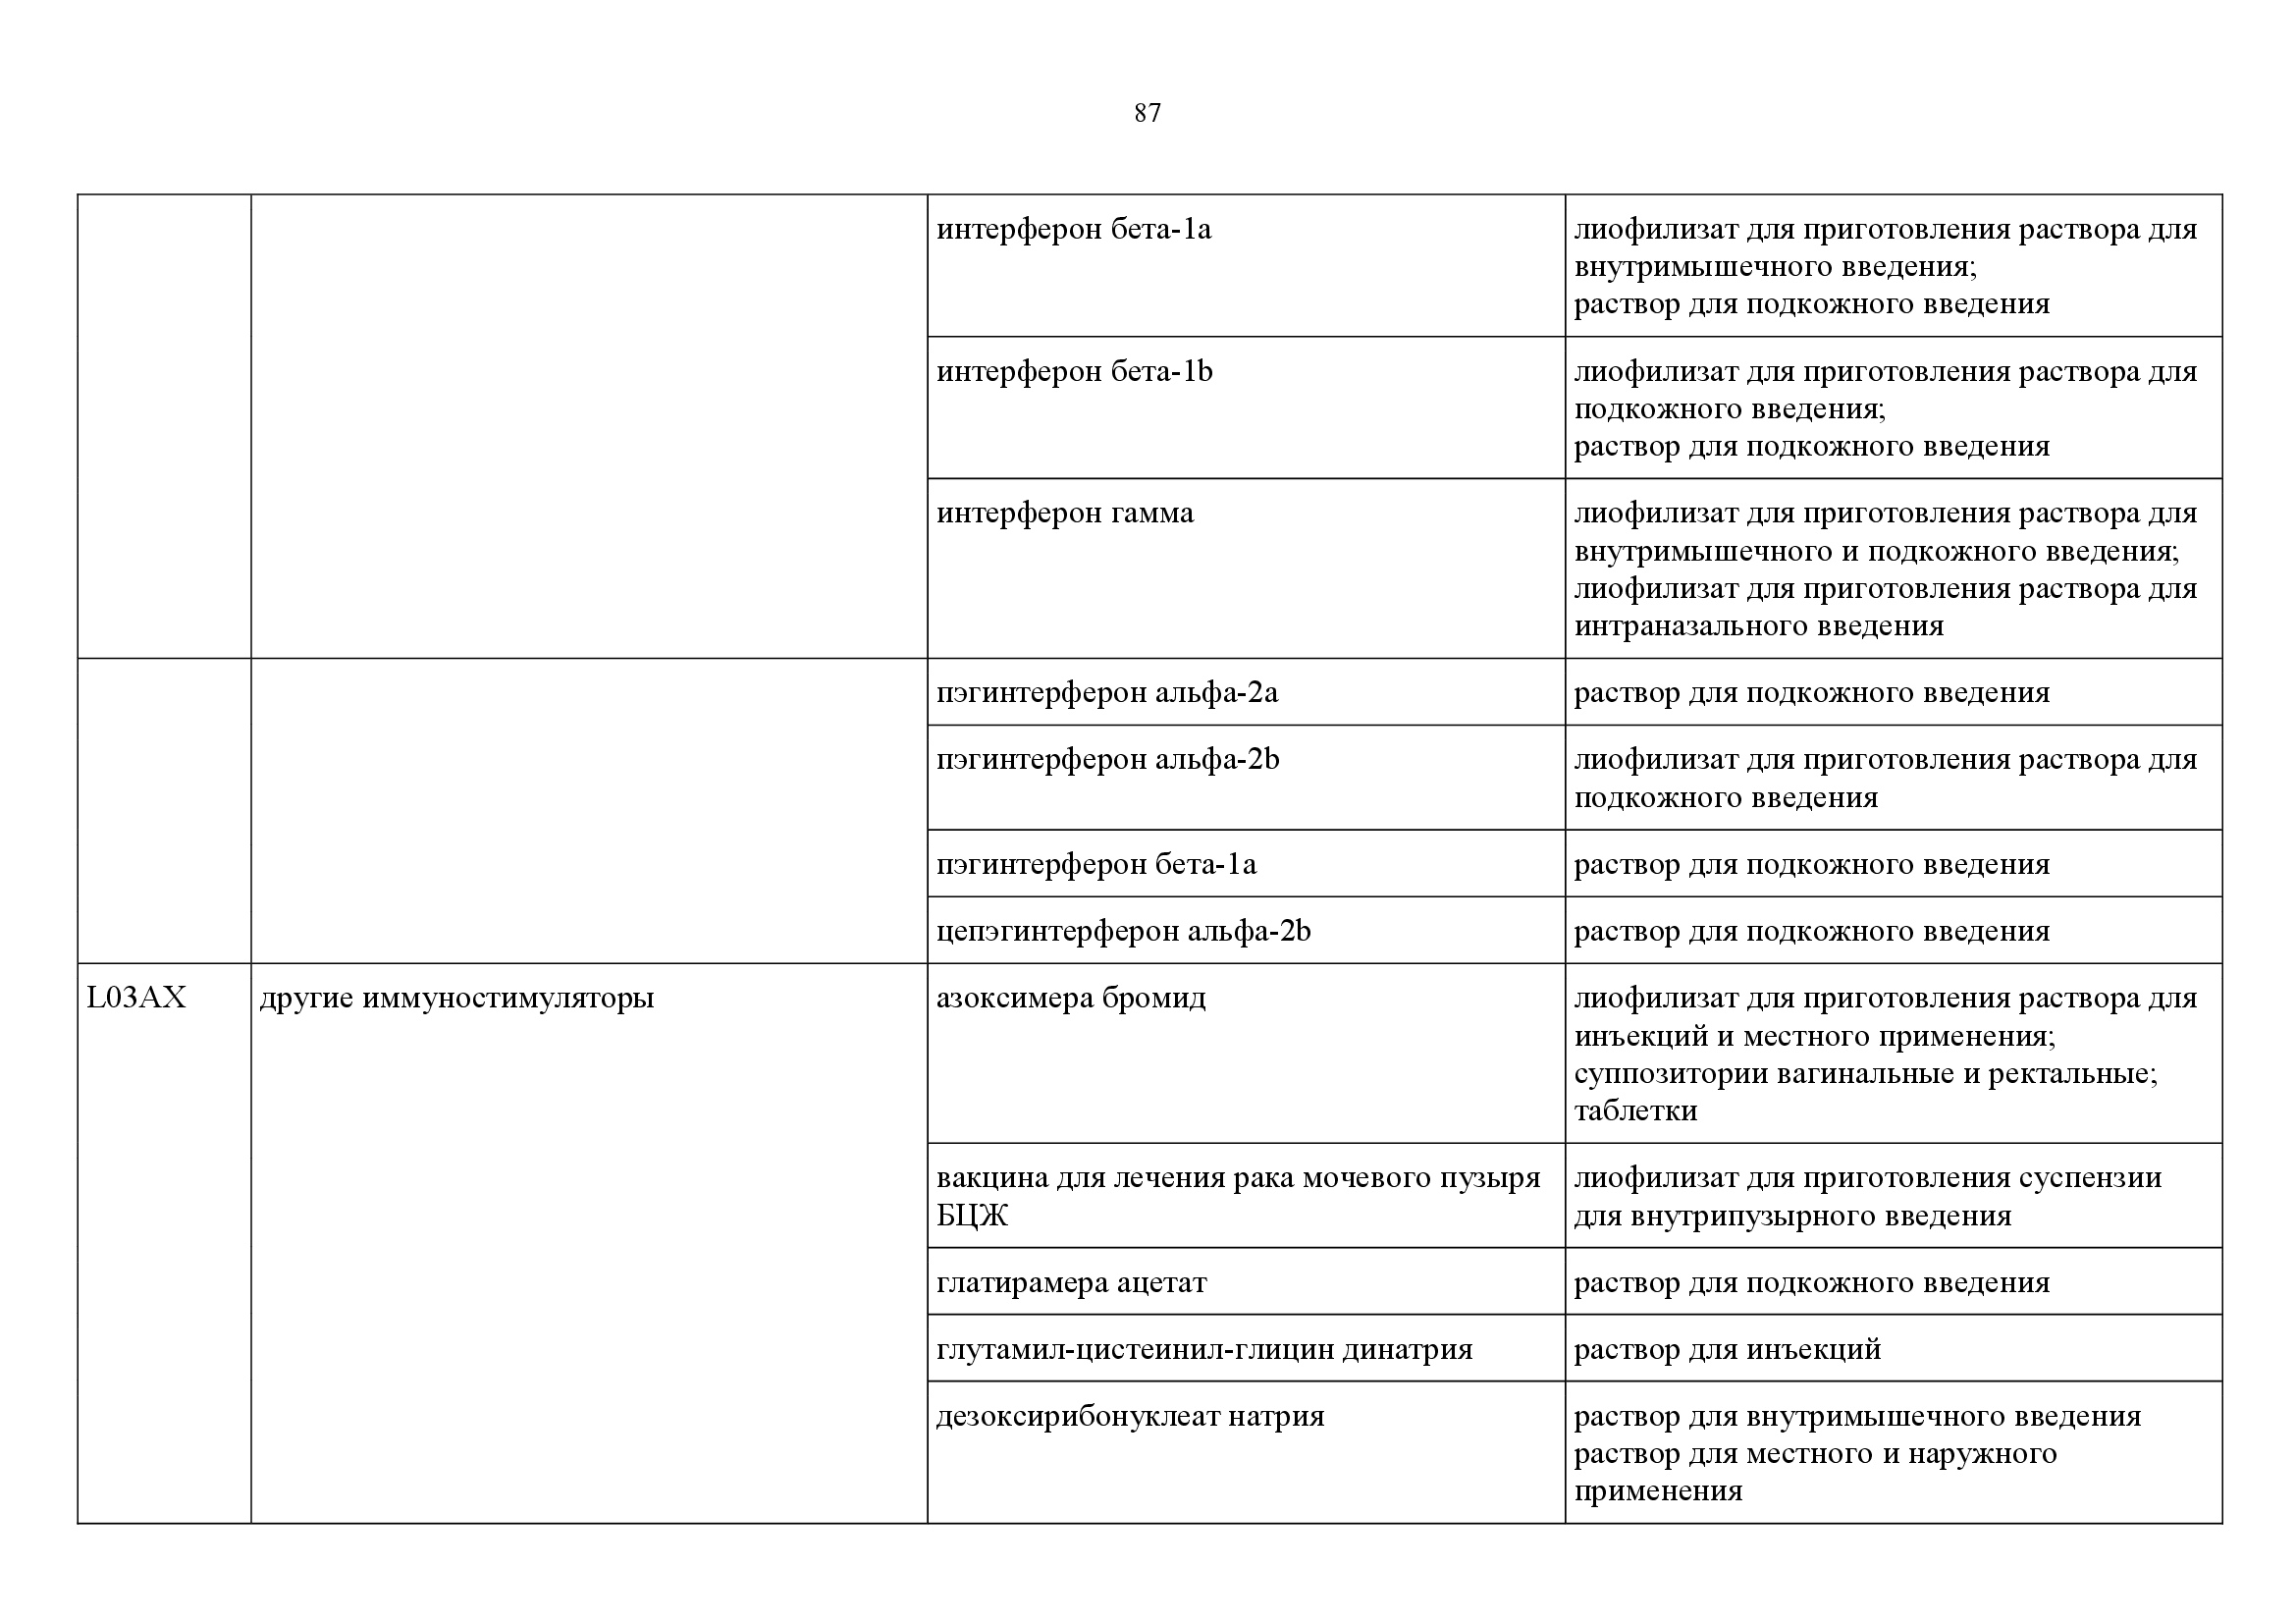 87
интерферон бета-1a
лиофилизат для приготовления раствора для
внутримышечного введения;
раствор для подкожного введения
интерферон бета-1b
лиофилизат для приготовления раствора для
подкожного введения;
раствор для подкожного введения
интерферон гамма
лиофилизат для приготовления раствора для
внутримышечного и подкожного введения;
лиофилизат для приготовления раствора для
интраназального введения
пэгинтерферон альфа-2a
раствор для подкожного введения
пэгинтерферон альфа-2b
лиофилизат для приготовления раствора для
подкожного введения
пэгинтерферон бета-1a
раствор для подкожного введения
цепэгинтерферон альфа-2b
раствор для подкожного введения
L03AX
другие иммуностимуляторы
азоксимера бромид
лиофилизат для приготовления раствора для
инъекций и местного применения;
суппозитории вагинальные и ректальные;
таблетки
вакцина для лечения рака мочевого пузыря
БЦЖ
лиофилизат для приготовления суспензии
для внутрипузырного введения
глатирамера ацетат
раствор для подкожного введения
глутамил-цистеинил-глицин динатрия
раствор для инъекций
дезоксирибонуклеат натрия
раствор для внутримышечного введения
раствор для местного и наружного
применения